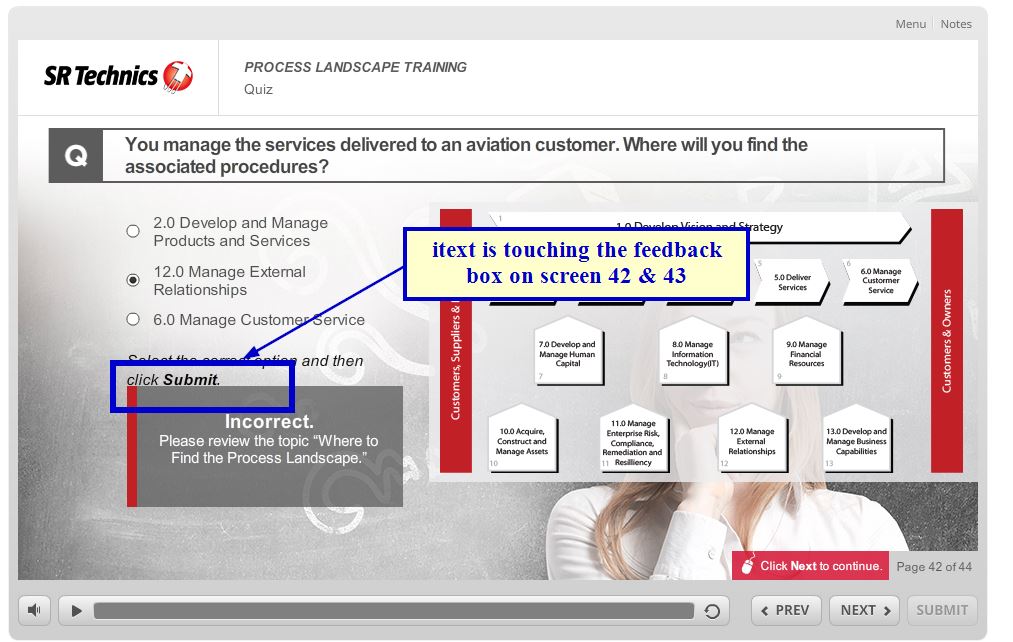 Menu
Notes
SR Technics
PROCESS LANDSCAPE TRAINING
Quiz
Q
You manage the services delivered to an aviation customer. Where will you find the
associated procedures?
2.0 Develop and Manage
Products and Services
12.0 Manage External
Relationships
6.0 Manage Customer Service
Select the correct option and then
click Submit.
Incorrect.
Please review the topic “Where to
Find the Process Landscape.”
itext is touching the feedback
box on screen 42 & 43
Customers, Suppliers &
1
1.0 Develop Vision and Strategy
5
5.0 Deliver
Services
6
6.0 Manage
Custormer
Service
7.0 Develop and
Manage Human
Capital
7
8.0 Manage
Information
Technology(IT)
8
9.0 Manage
Financial
Resources
9
10.0 Acquire,
Construct and
Manage Assets
10
11.0 Manage
Enterprise Risk,
Compliance,
Remediation and
Resilliency
11
12.0 Manage
External
Relationships
12
13.0 Develop and
Manage Business
Capabilities
13
Customers & Owners
Click Next to continue.
Page 42 of 44
PREV
NEXT
SUBMIT